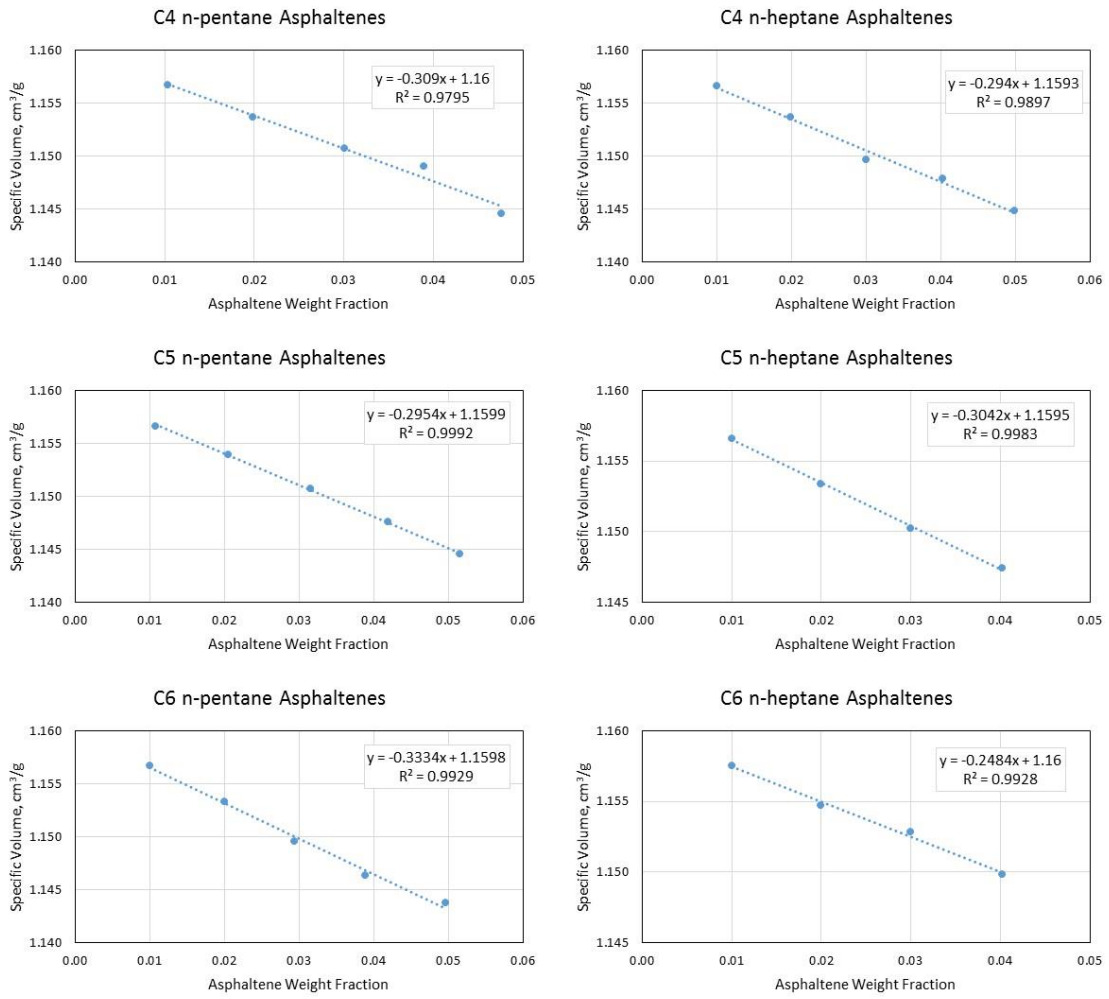 C4 n-pentane Asphaltenes
1.160
1.155
1.150
1.145
1.140
Specific Volume, cm³/g
y = -0.309x + 1.16
R² = 0.9795
0.00 0.01 0.02 0.03 0.04 0.05
Asphaltene Weight Fraction
C4 n-heptane Asphaltenes
1.160
1.155
1.150
1.145
1.140
Specific Volume, cm³/g
y = -0.294x + 1.1593
R² = 0.9897
0.00 0.01 0.02 0.03 0.04 0.05 0.06
Asphaltene Weight Fraction
C5 n-pentane Asphaltenes
1.160
1.155
1.150
1.145
1.140
Specific Volume, cm³/g
y = -0.2954x + 1.1599
R² = 0.9992
0.00 0.01 0.02 0.03 0.04 0.05 0.06
Asphaltene Weight Fraction
C5 n-heptane Asphaltenes
1.160
1.155
1.150
1.145
Specific Volume, cm³/g
y = -0.3042x + 1.1595
R² = 0.9983
0.00 0.01 0.02 0.03 0.04 0.05
Asphaltene Weight Fraction
C6 n-pentane Asphaltenes
1.160
1.155
1.150
1.145
1.140
Specific Volume, cm³/g
y = -0.3334x + 1.1598
R² = 0.9929
0.00 0.01 0.02 0.03 0.04 0.05 0.06
Asphaltene Weight Fraction
C6 n-heptane Asphaltenes
1.160
1.155
1.150
1.145
Specific Volume, cm³/g
y = -0.2484x + 1.16
R² = 0.9928
0.00 0.01 0.02 0.03 0.04 0.05
Asphaltene Weight Fraction